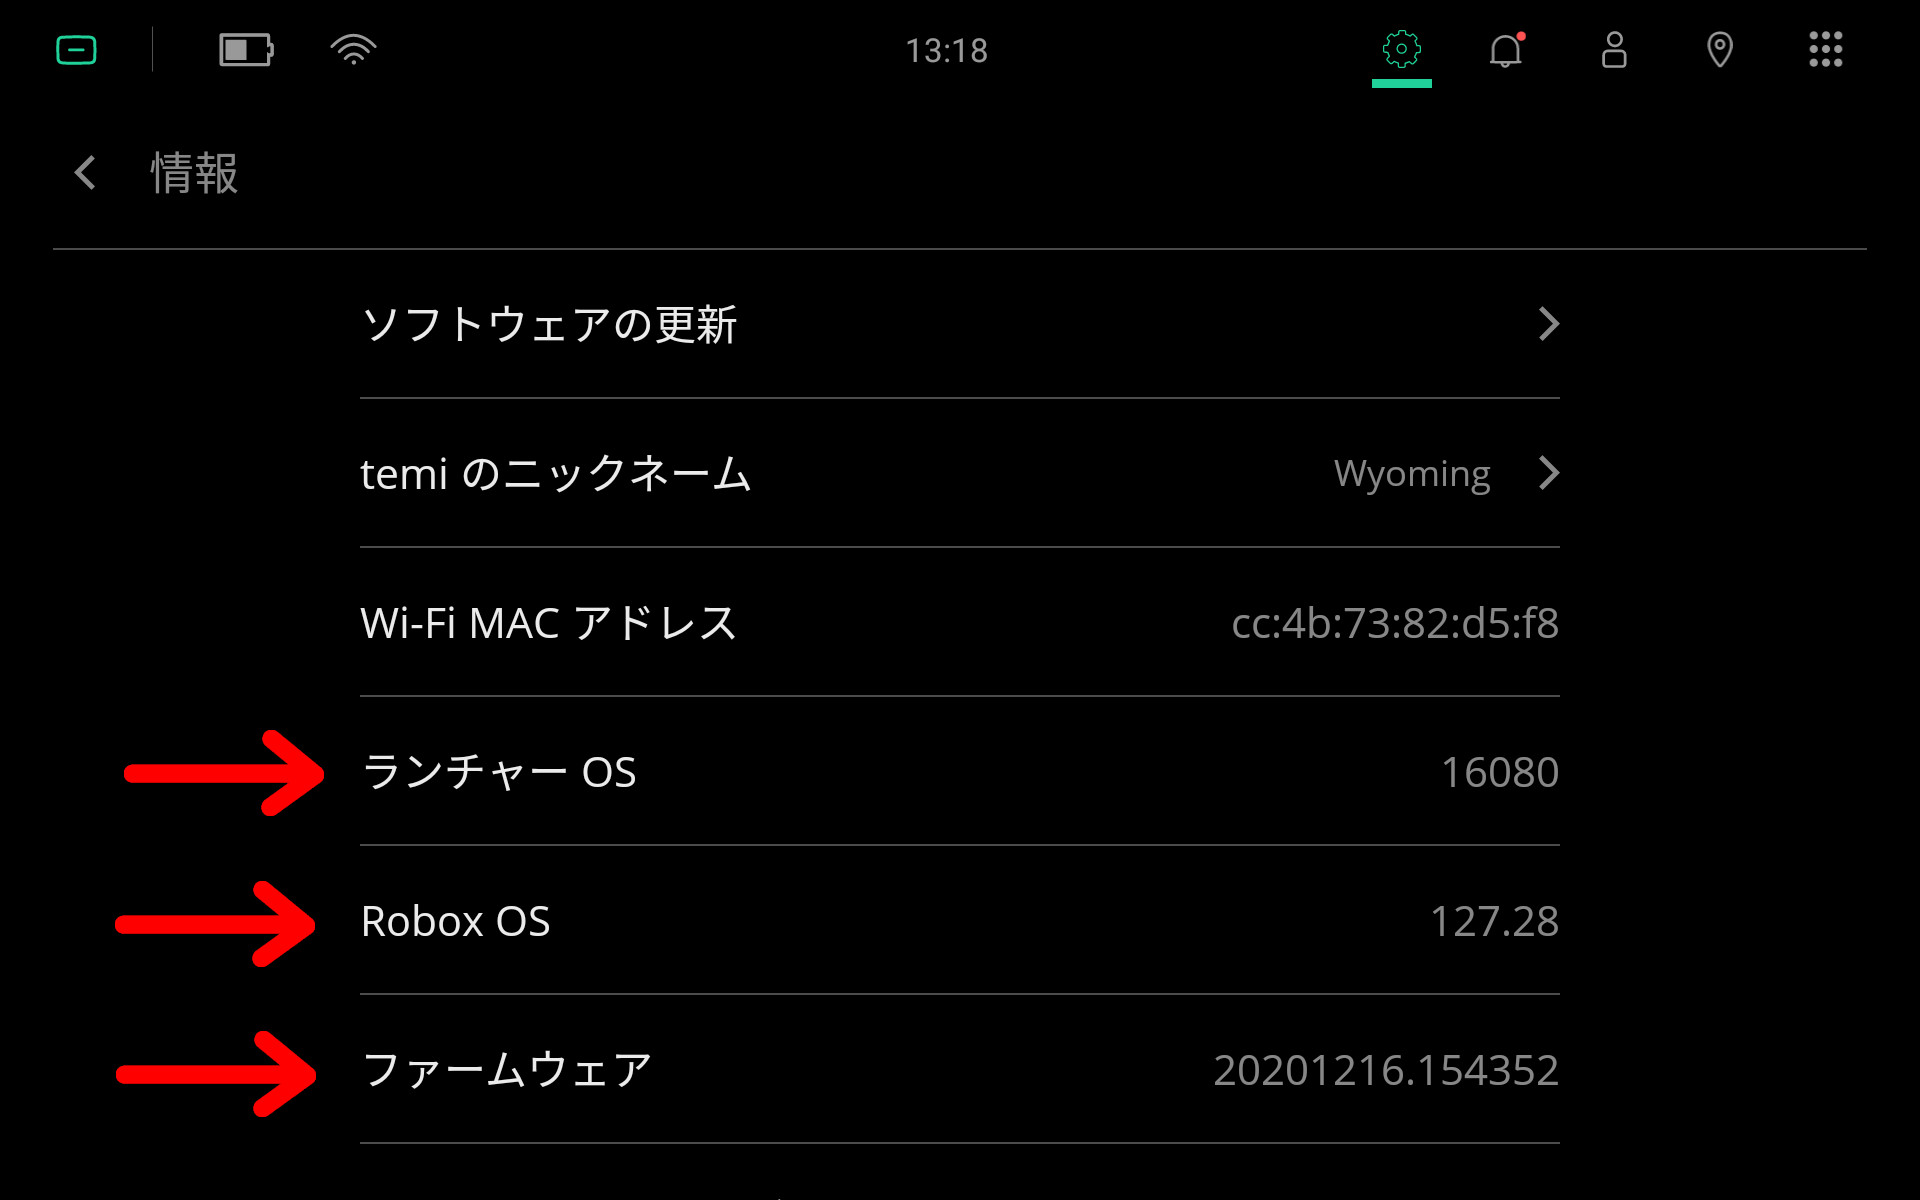 13:18
情報
ソフトウェアの更新
temi のニックネーム Wyoming
Wi-Fi MAC アドレス cc:4b:73:82:d5:f8
ランチャー OS 16080
Robox OS 127.28
ファームウェア 20201216.154352